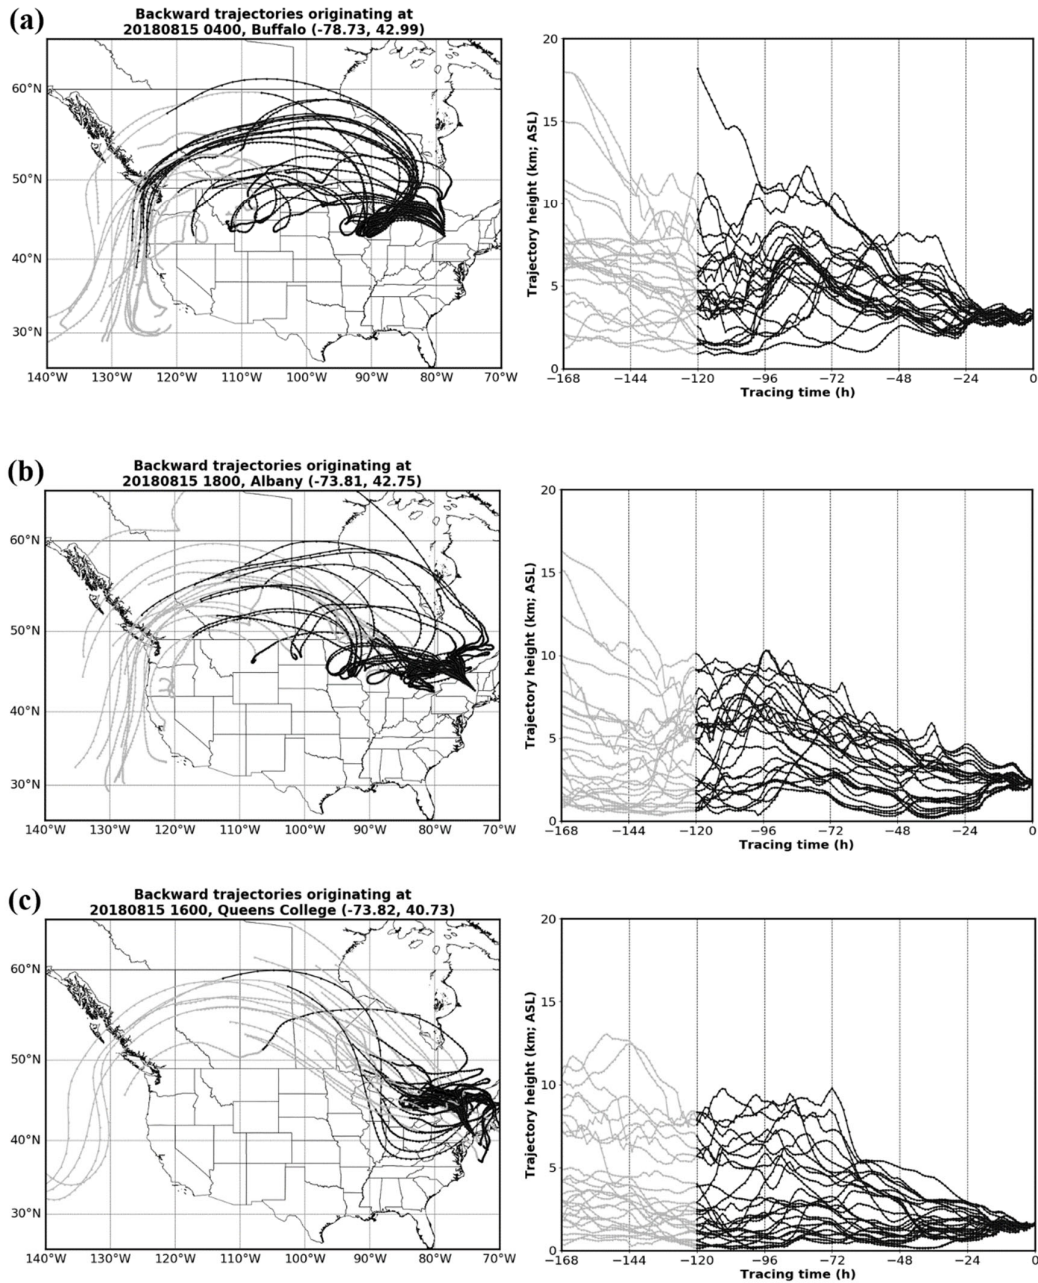 (a)
Backward trajectories originating at
20180815 0400, Buffalo (-78.73, 42.99)
60°N
50°N
40°N
30°N
140°W 130°W 120°W 110°W 100°W 90°W 80°W 70°W
Trajectory height (km; ASL)
20
15
10
5
0
−168 −144 −120 −96 −72 −48 −24 0
Tracing time (h)
(b)
Backward trajectories originating at
20180815 1800, Albany (-73.81, 42.75)
60°N
50°N
40°N
30°N
140°W 130°W 120°W 110°W 100°W 90°W 80°W 70°W
Trajectory height (km; ASL)
20
15
10
5
0
−168 −144 −120 −96 −72 −48 −24 0
Tracing time (h)
(c)
Backward trajectories originating at
20180815 1600, Queens College (-73.82, 40.73)
60°N
50°N
40°N
30°N
140°W 130°W 120°W 110°W 100°W 90°W 80°W 70°W
Trajectory height (km; ASL)
20
15
10
5
0
−168 −144 −120 −96 −72 −48 −24 0
Tracing time (h)